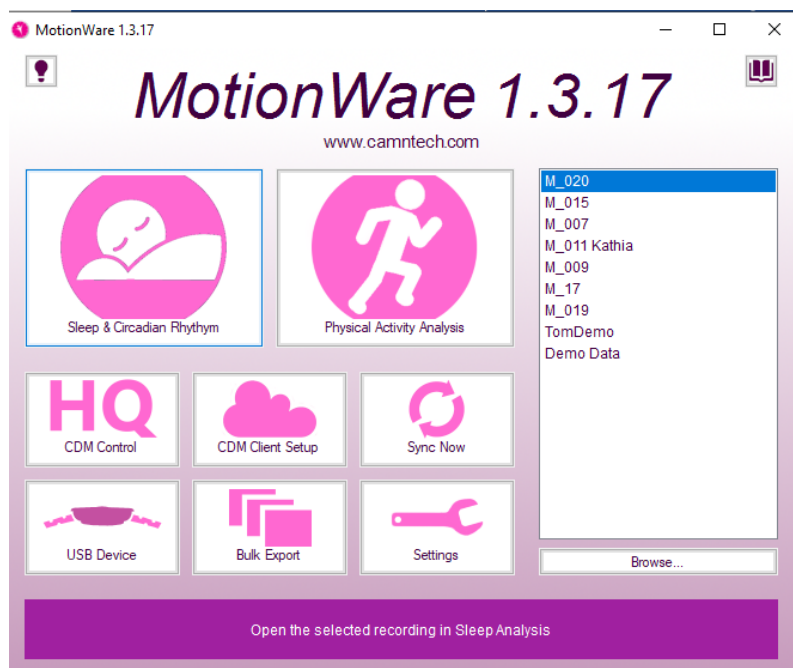 MotionWare 1.3.17
MotionWare 1.3.17
www.camntech.com
Sleep & Circadian Rhythym
Physical Activity Analysis
M_020
M_015
M_007
M_011 Kathia
M_009
M_17
M_019
TomDemo
Demo Data
HQ
CDM Control
CDM Client Setup
Sync Now
USB Device
Bulk Export
Settings
Browse...
Open the selected recording in Sleep Analysis